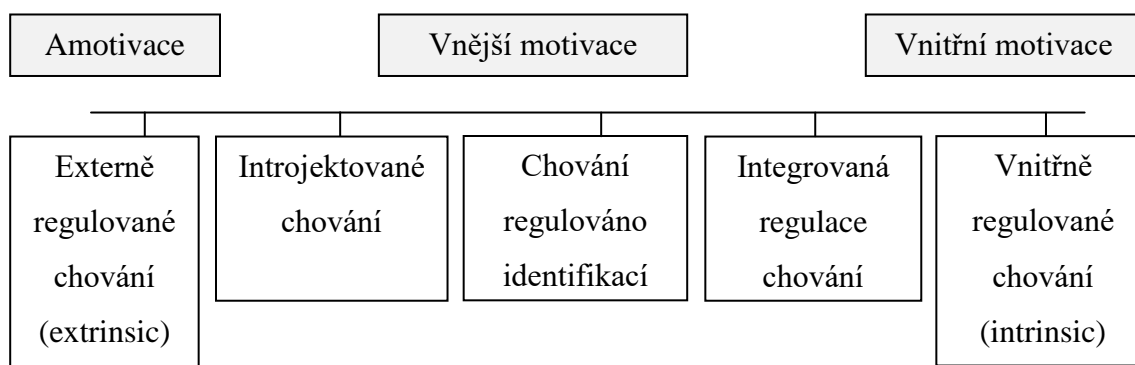 Amotivace
Vnější motivace
Vnitřní motivace
Externě
regulované
chování
(extrinsic)
Introjektované
chování
Chování
regulováno
identifikací
Integrovaná
regulace
chování
Vnitřně
regulované
chování
(intrinsic)